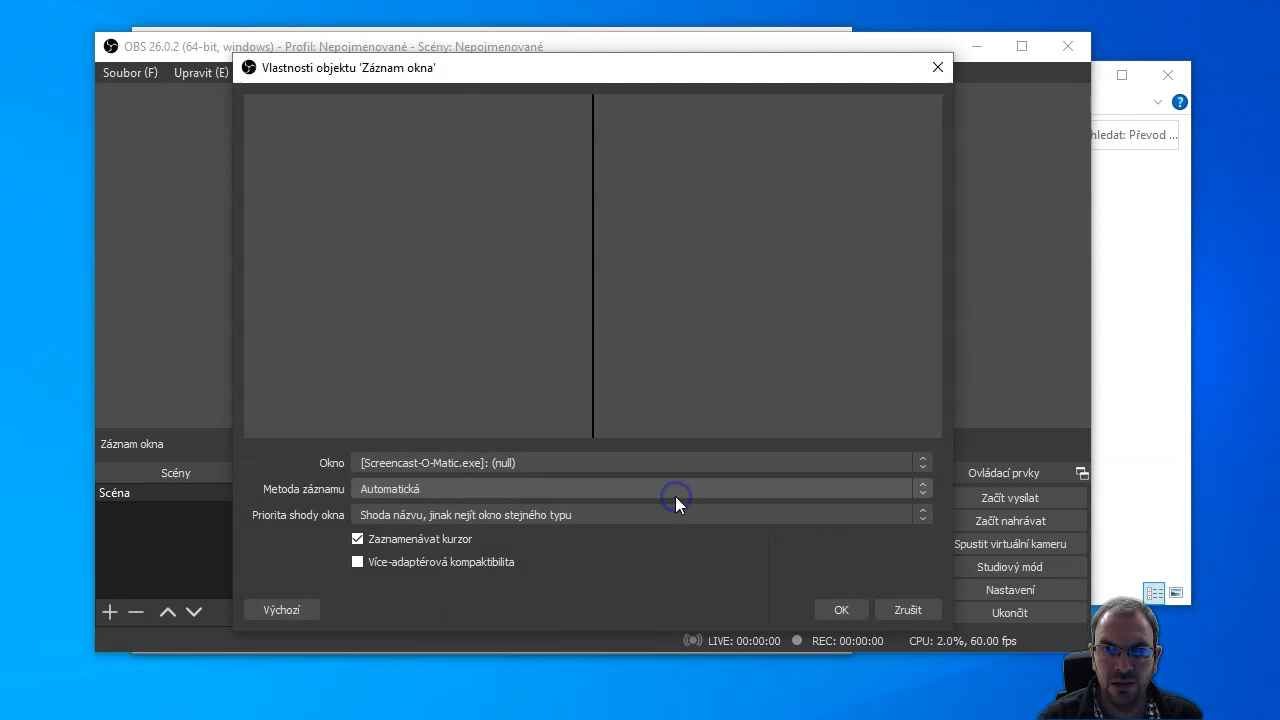 OBS 26.0.2 (64-bit, windows) - Profil: Nepojmenované - Scény: Nepojmenované
Vlastnosti objektu 'Záznam okna'
Soubor (F) Upravit (E)
hledat: Převod ...
Záznam okna
Okno [Screencast-O-Matic.exe]: (null)
Scény
Ovládací prvky
Metoda záznamu Automatická
Scéna
Začít vysílat
Priorita shody okna Shoda názvu, jinak nejít okno stejného typu
Začít nahrávat
Zaznamenávat kurzor
Spustit virtuální kameru
Více-adaptérová kompaktibilita
Studiový mód
Nastavení
Výchozí OK Zrušit
Ukončit
LIVE: 00:00:00 REC: 00:00:00 CPU: 2.0%, 60.00 fps